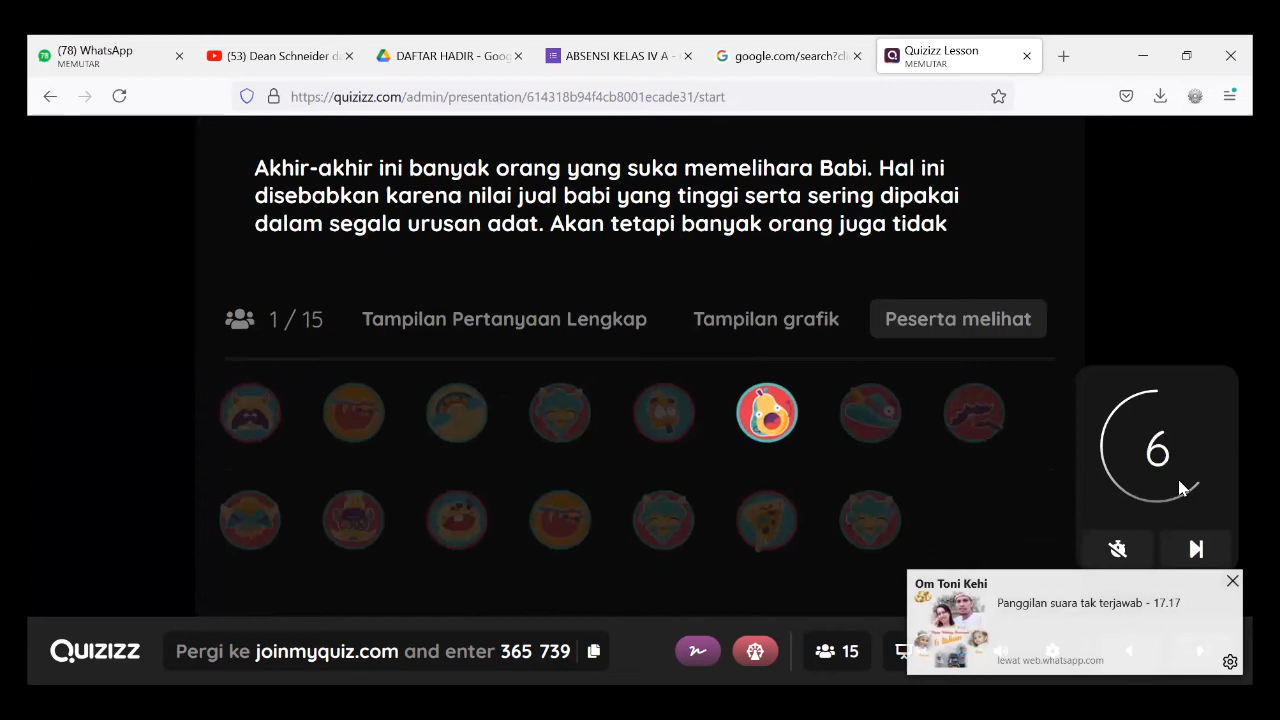 (78) WhatsApp
MEMUTAR
(53) Dean Schneider d
DAFTAR HADIR - Goog
ABSENSI KELAS IV A -
google.com/search?cli
Quizizz Lesson
MEMUTAR
https://quizizz.com/admin/presentation/614318b94f4cb8001ecade31/start
Akhir-akhir ini banyak orang yang suka memelihara Babi. Hal ini
disebabkan karena nilai jual babi yang tinggi serta sering dipakai
dalam segala urusan adat. Akan tetapi banyak orang juga tidak
1 / 15
Tampilan Pertanyaan Lengkap
Tampilan grafik
Peserta melihat
6
Om Toni Kehi
Panggilan suara tak terjawab - 17.17
lewat web.whatsapp.com
Quizizz
Pergi ke joinmyquiz.com and enter 365 739
15